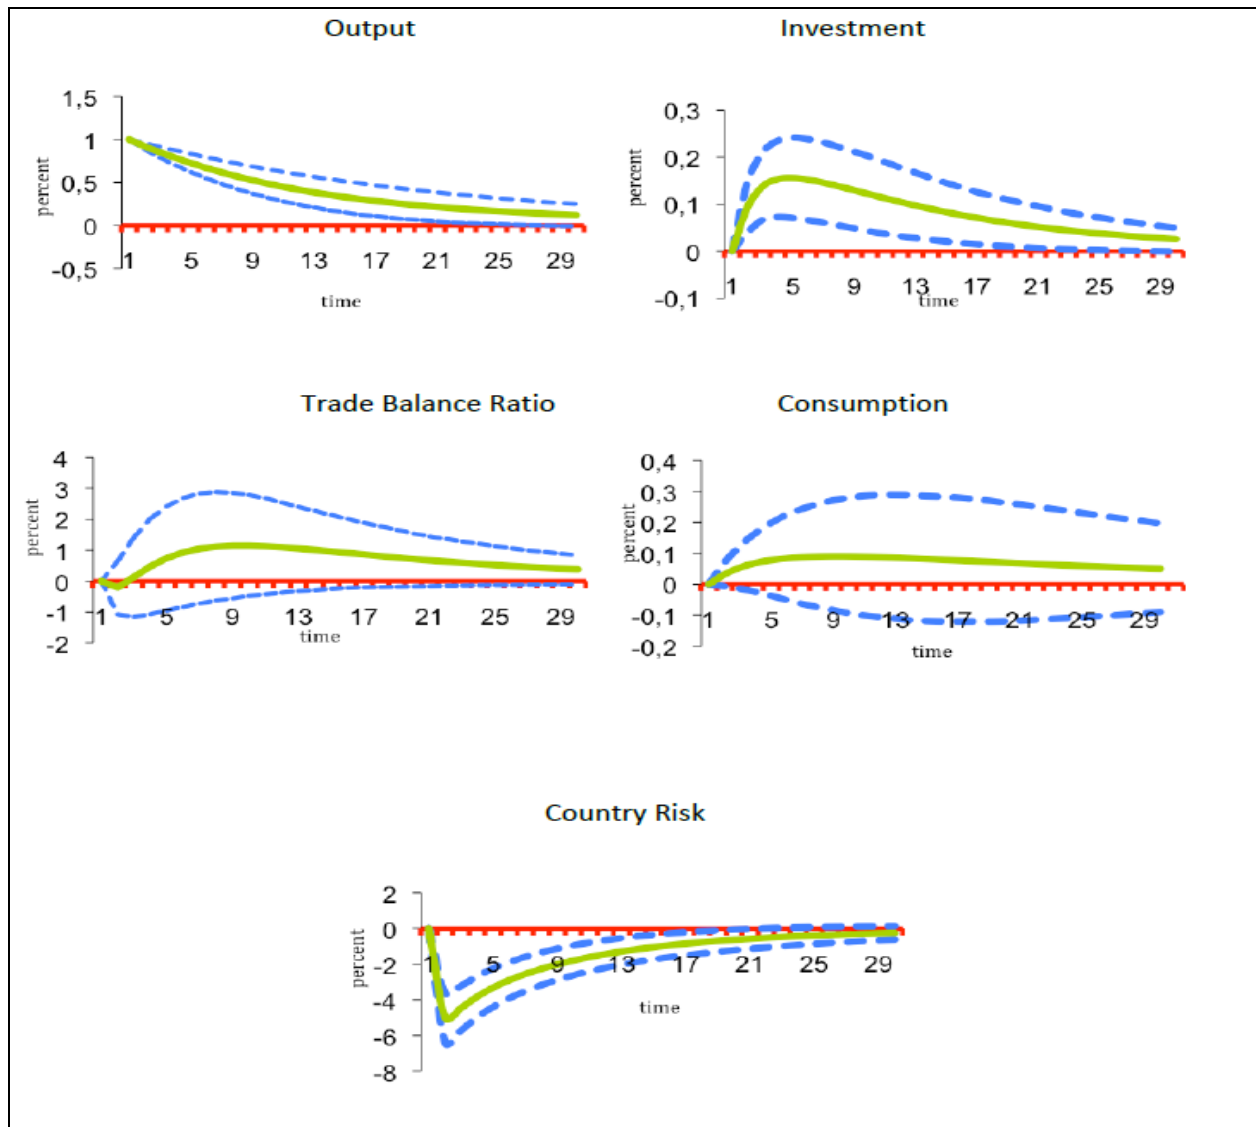 Output
Investment
1,5
1
0,5
0
-0,5
percent
1 5 9 13 17 21 25 29
time
0,3
0,2
0,1
0
-0,1
percent
1 5 9 13 17 21 25 29
time
Trade Balance Ratio
Consumption
4
3
2
1
0
-1
-2
percent
1 5 9 13 17 21 25 29
time
0,4
0,3
0,2
0,1
0
-0,1
-0,2
percent
1 5 9 13 17 21 25 29
time
Country Risk
2
0
-2
-4
-6
-8
percent
1 5 9 13 17 21 25 29
time